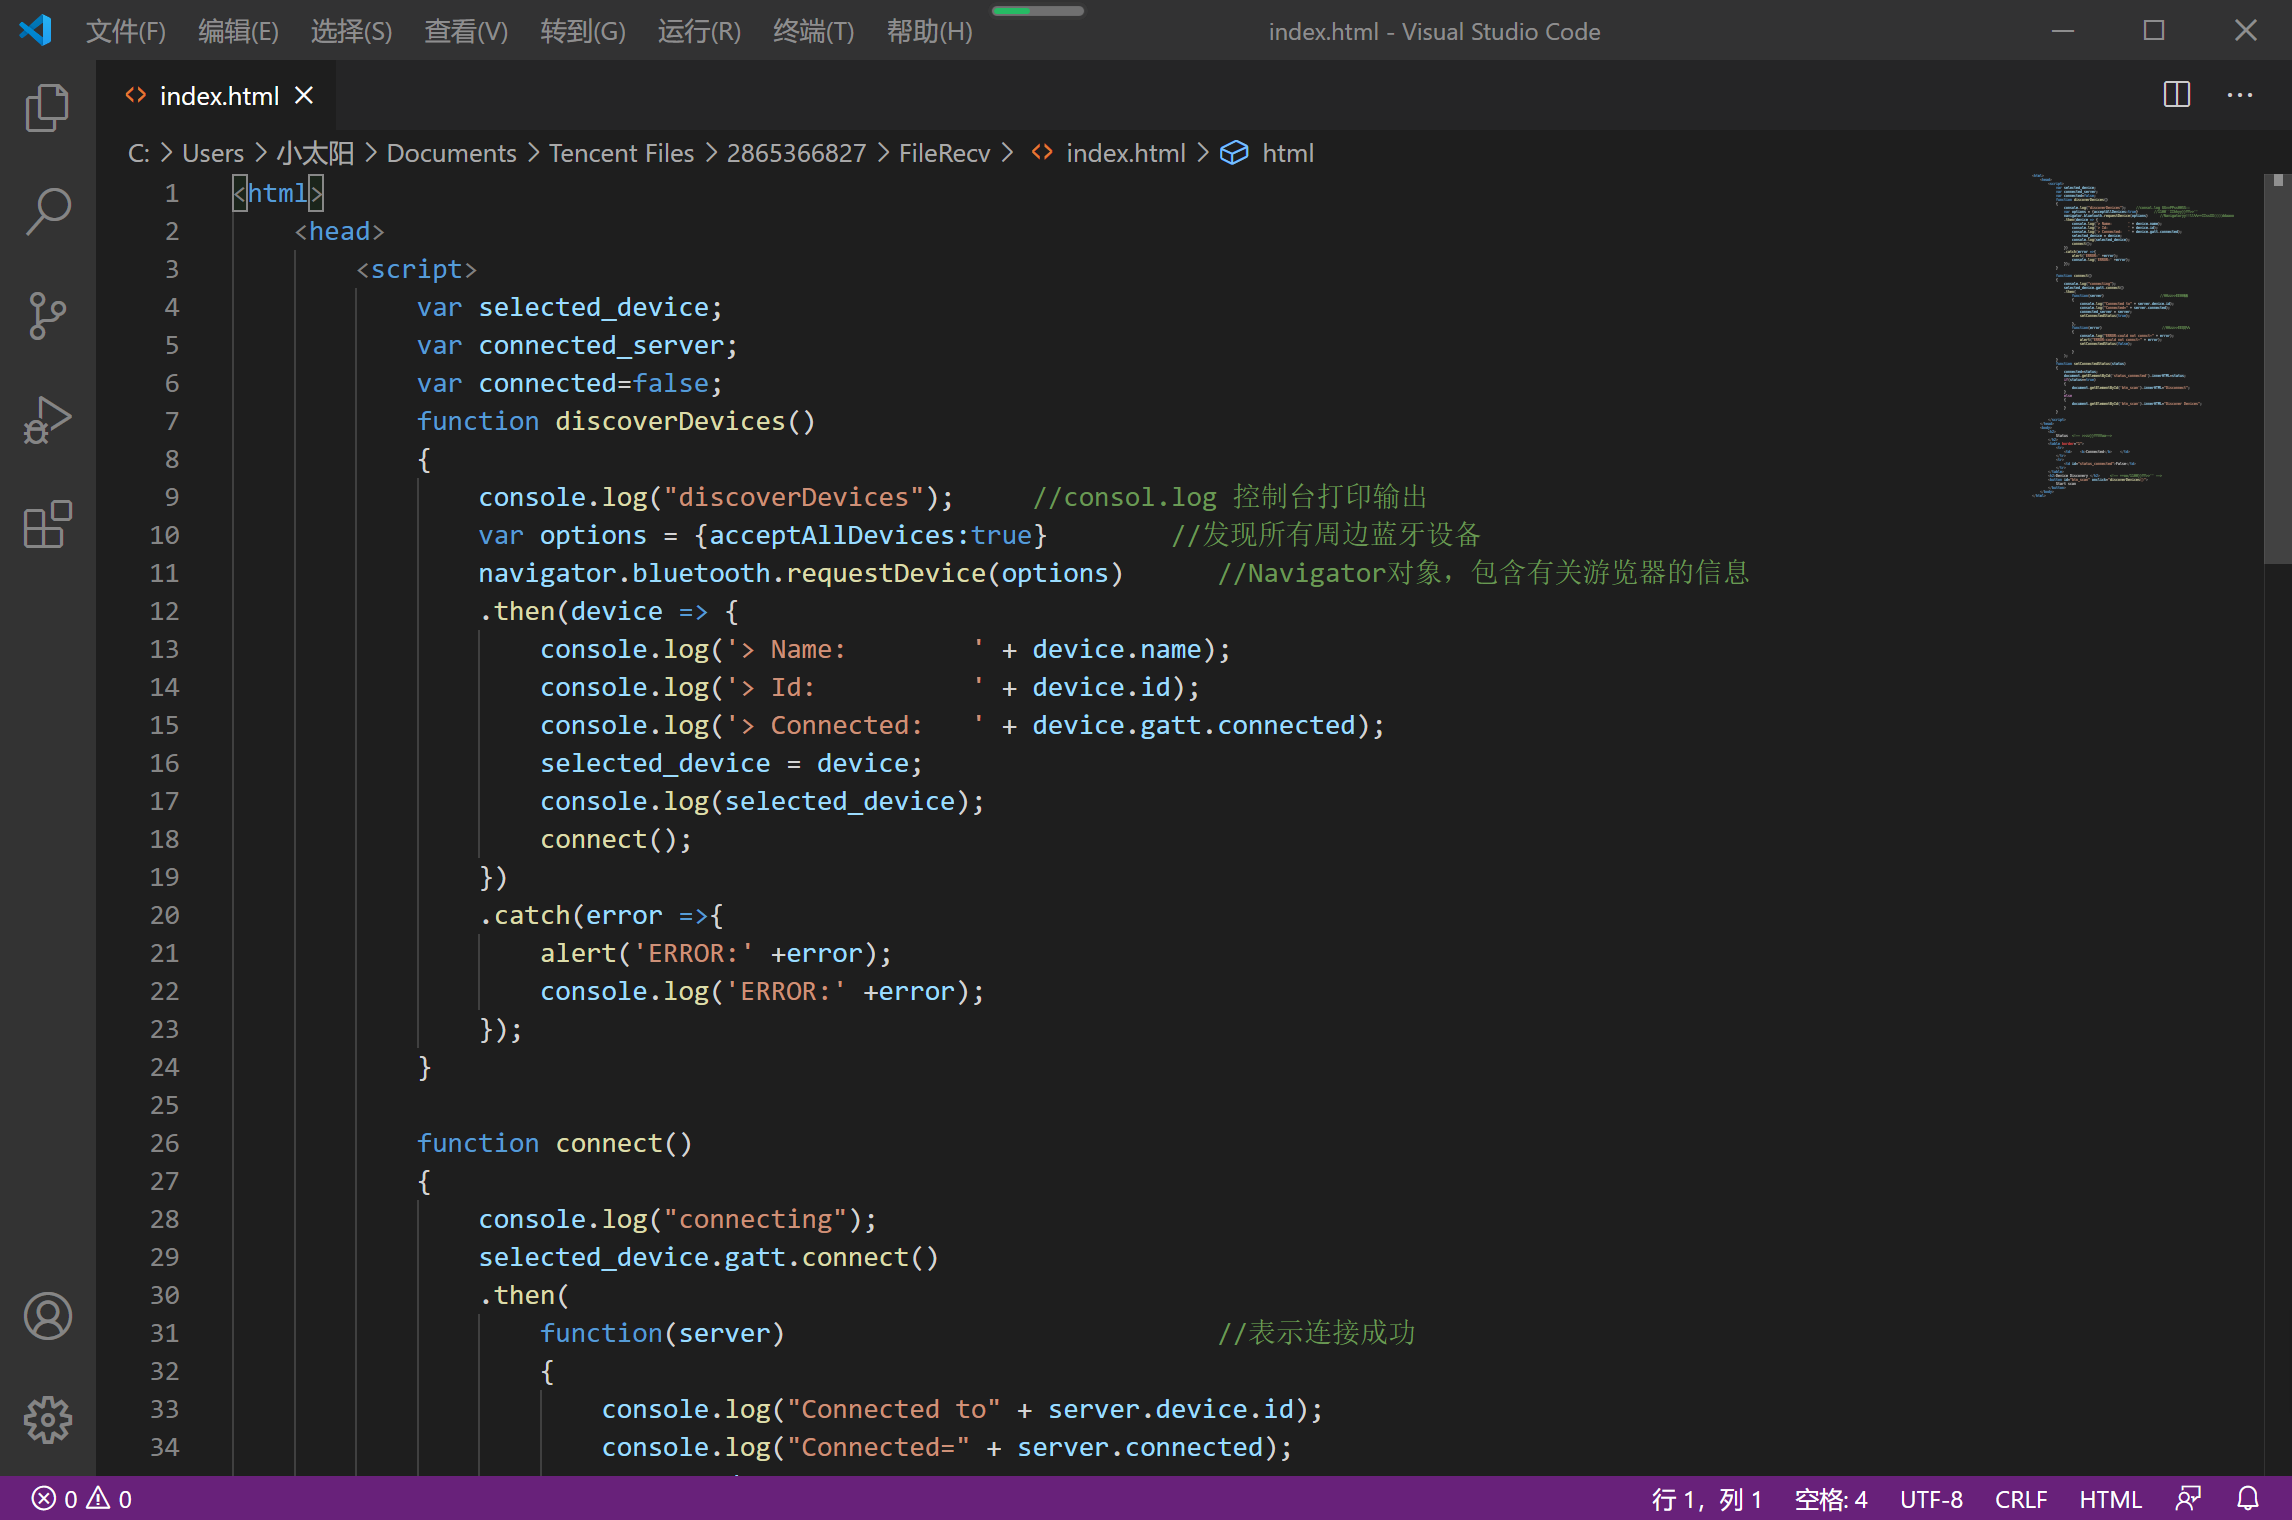 文件(F) 编辑(E) 选择(S) 查看(V) 转到(G) 运行(R) 终端(T) 帮助(H) index.html - Visual Studio Code
index.html
C: > Users > 小太阳 > Documents > Tencent Files > 2865366827 > FileRecv > index.html > html
1 <html>
2 <head>
3 <script>
4 var selected_device;
5 var connected_server;
6 var connected=false;
7 function discoverDevices()
8 {
9 console.log("discoverDevices"); //consol.log 控制台打印输出
10 var options = {acceptAllDevices:true} //发现所有周边蓝牙设备
11 navigator.bluetooth.requestDevice(options) //Navigator对象，包含有关游览器的信息
12 .then(device => {
13 console.log('> Name: ' + device.name);
14 console.log('> Id: ' + device.id);
15 console.log('> Connected: ' + device.gatt.connected);
16 selected_device = device;
17 console.log(selected_device);
18 connect();
19 })
20 .catch(error =>{
21 alert('ERROR:' +error);
22 console.log('ERROR:' +error);
23 });
24 }
25
26 function connect()
27 {
28 console.log("connecting");
29 selected_device.gatt.connect()
30 .then(
31 function(server) //表示连接成功
32 {
33 console.log("Connected to" + server.device.id);
34 console.log("Connected=" + server.connected);
0 0 行 1，列 1 空格: 4 UTF-8 CRLF HTML